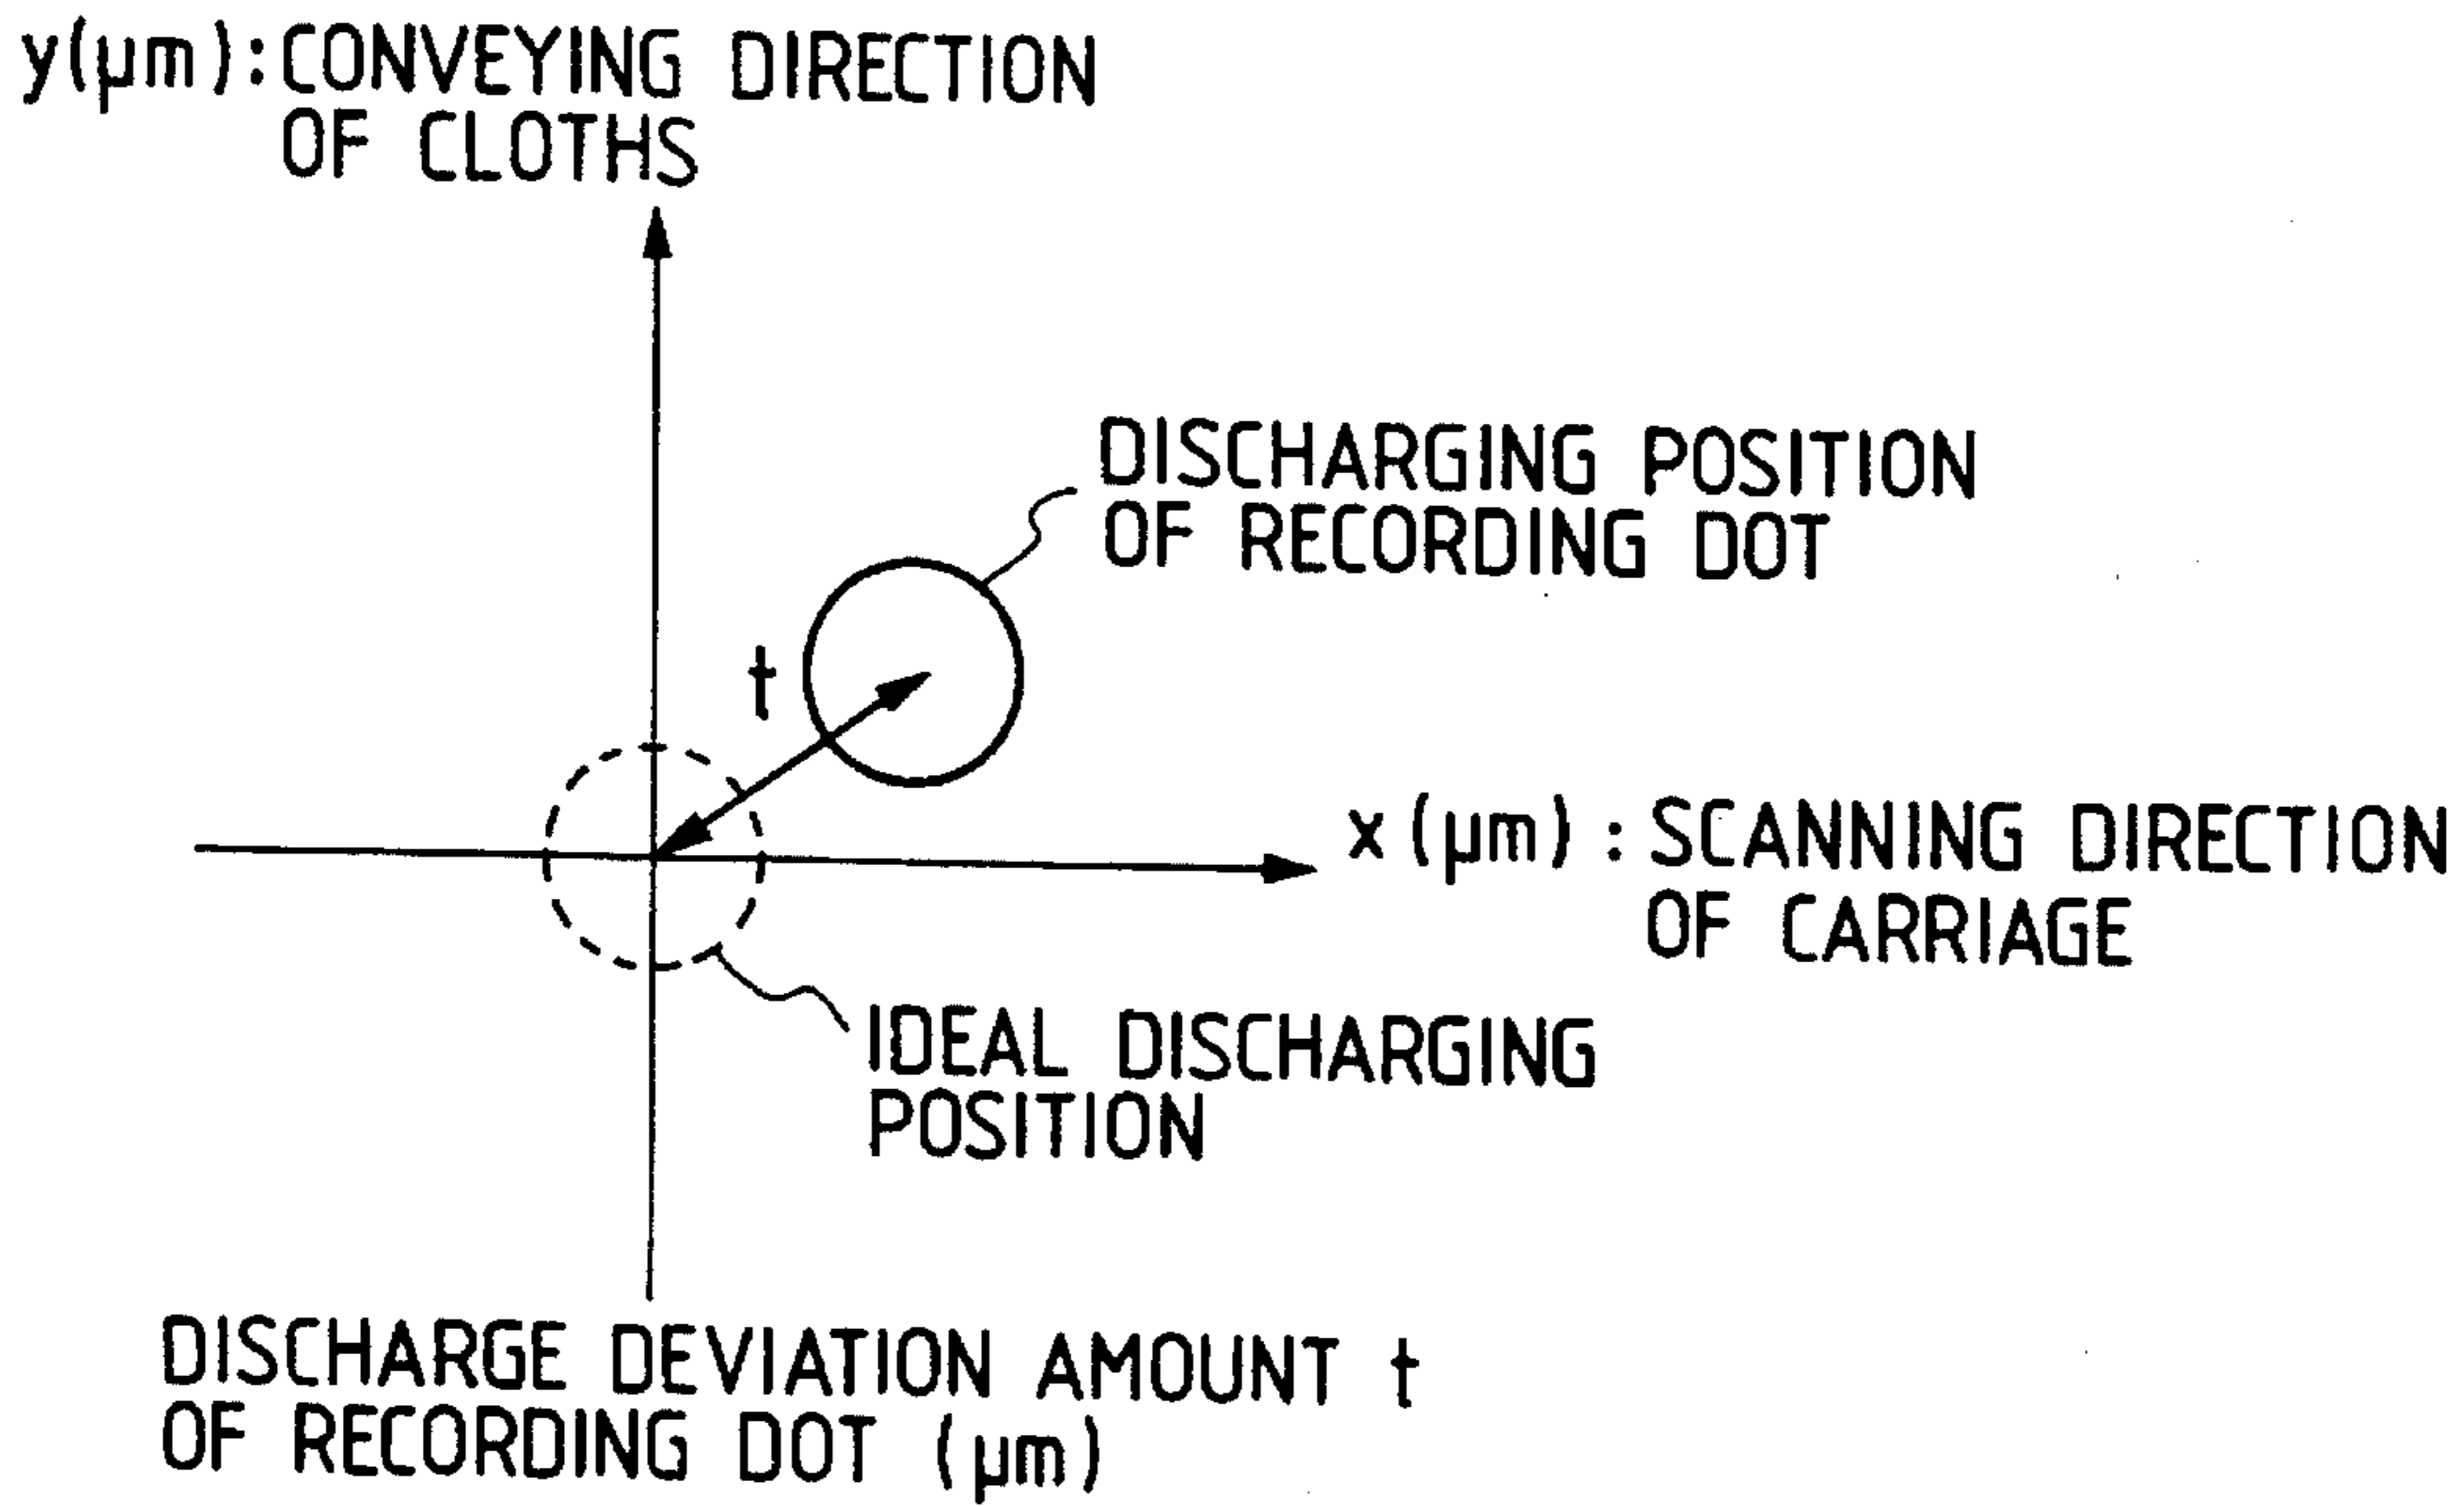 y(μm):CONVEYING DIRECTION
OF CLOTHS
DISCHARGING POSITION
OF RECORDING DOT
t
x (μm) : SCANNING DIRECTION
OF CARRIAGE
IDEAL DISCHARGING
POSITION
DISCHARGE DEVIATION AMOUNT t
OF RECORDING DOT (μm)